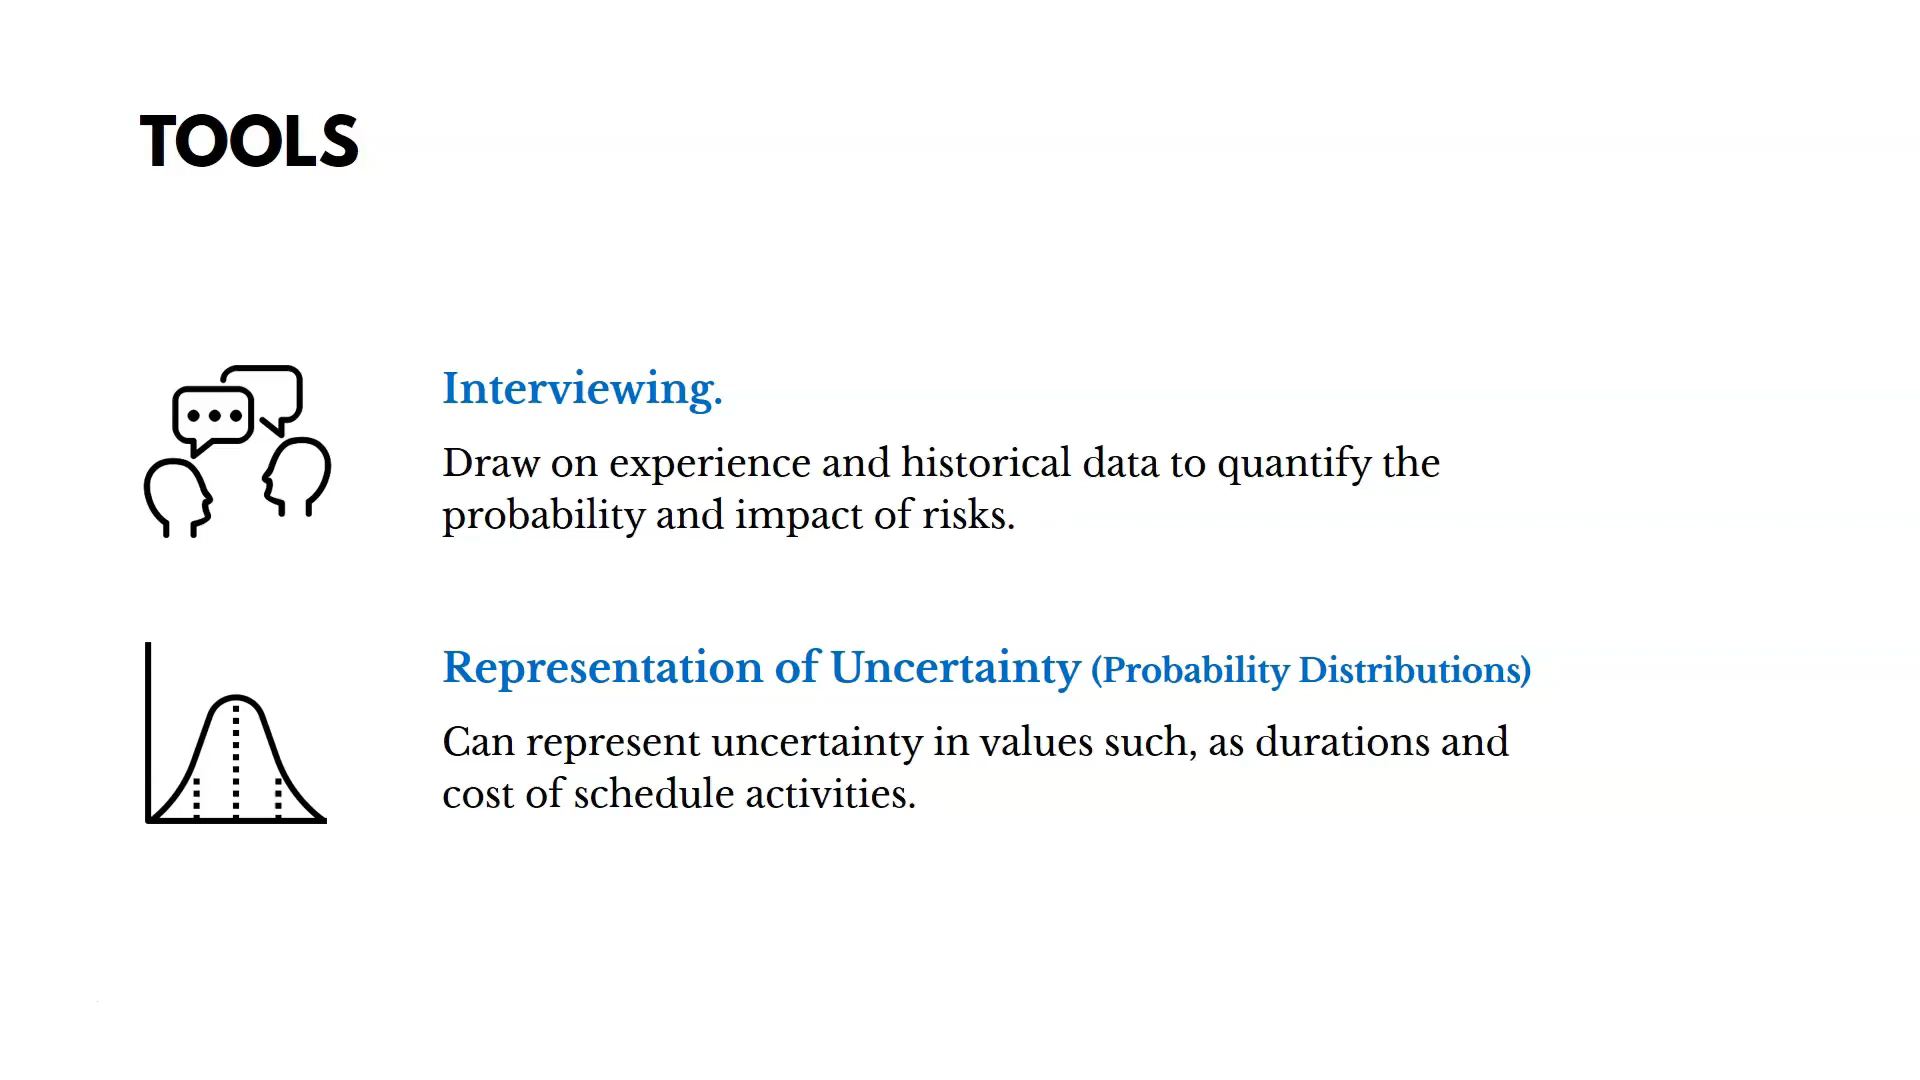 TOOLS
Interviewing.
Draw on experience and historical data to quantify the
probability and impact of risks.
Representation of Uncertainty (Probability Distributions)
Can represent uncertainty in values such, as durations and
cost of schedule activities.